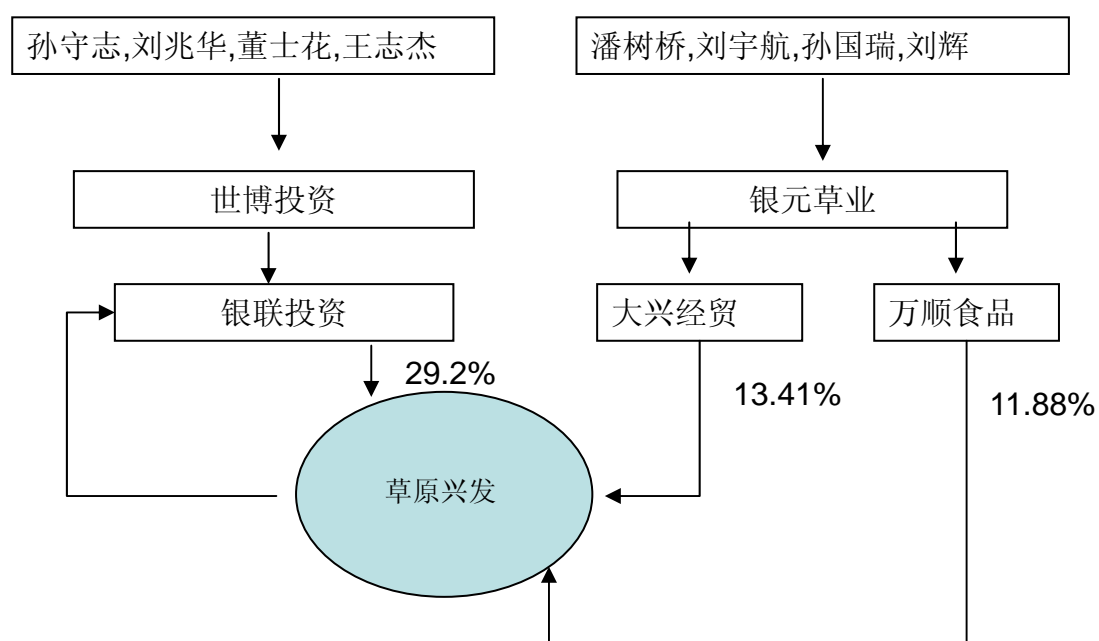 孙守志,刘兆华,董士花,王志杰
潘树桥,刘宇航,孙国瑞,刘辉
世博投资
银元草业
银联投资
大兴经贸
万顺食品
29.2%
13.41%
11.88%
草原兴发